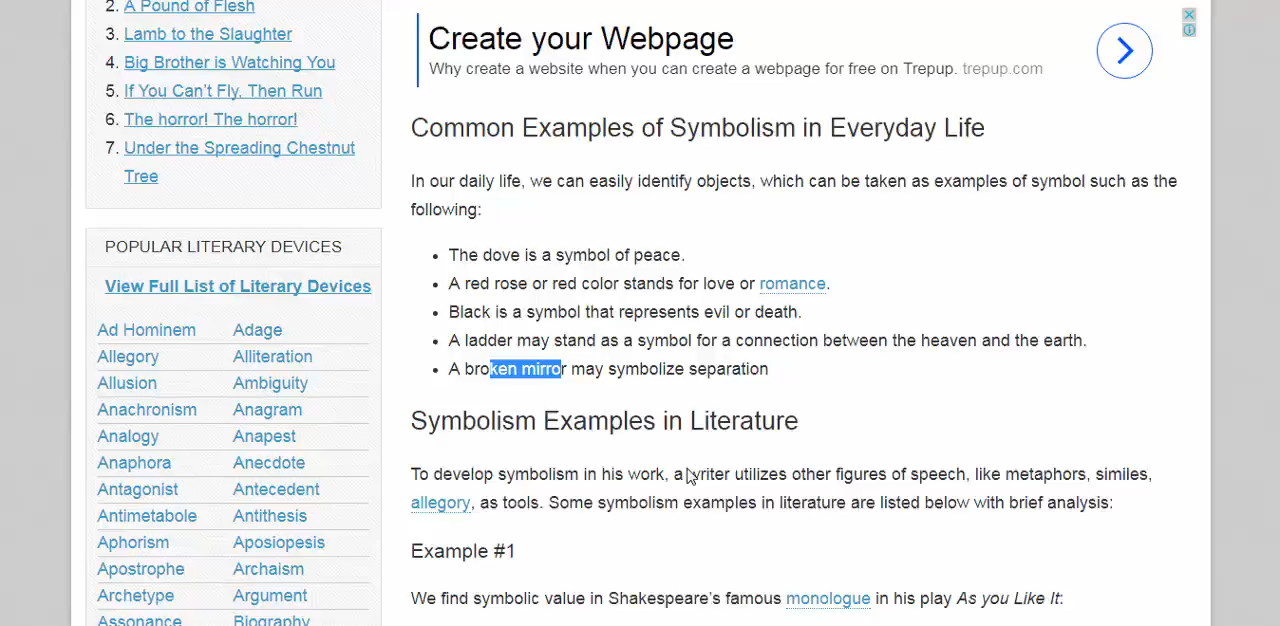 2. A Pound of Flesh
3. Lamb to the Slaughter
4. Big Brother is Watching You
5. If You Can't Fly, Then Run
6. The horror! The horror!
7. Under the Spreading Chestnut
Tree
POPULAR LITERARY DEVICES
View Full List of Literary Devices
Ad Hominem Adage
Allegory Alliteration
Allusion Ambiguity
Anachronism Anagram
Analogy Anapest
Anaphora Anecdote
Antagonist Antecedent
Antimetabole Antithesis
Aphorism Aposiopesis
Apostrophe Archaism
Archetype Argument
Assonance Biography
Create your Webpage
Why create a website when you can create a webpage for free on Trepup. trepup.com
Common Examples of Symbolism in Everyday Life
In our daily life, we can easily identify objects, which can be taken as examples of symbol such as the
following:
• The dove is a symbol of peace.
• A red rose or red color stands for love or romance.
• Black is a symbol that represents evil or death.
• A ladder may stand as a symbol for a connection between the heaven and the earth.
• A broken mirror may symbolize separation
Symbolism Examples in Literature
To develop symbolism in his work, a writer utilizes other figures of speech, like metaphors, similes,
allegory, as tools. Some symbolism examples in literature are listed below with brief analysis:
Example #1
We find symbolic value in Shakespeare's famous monologue in his play As you Like It: